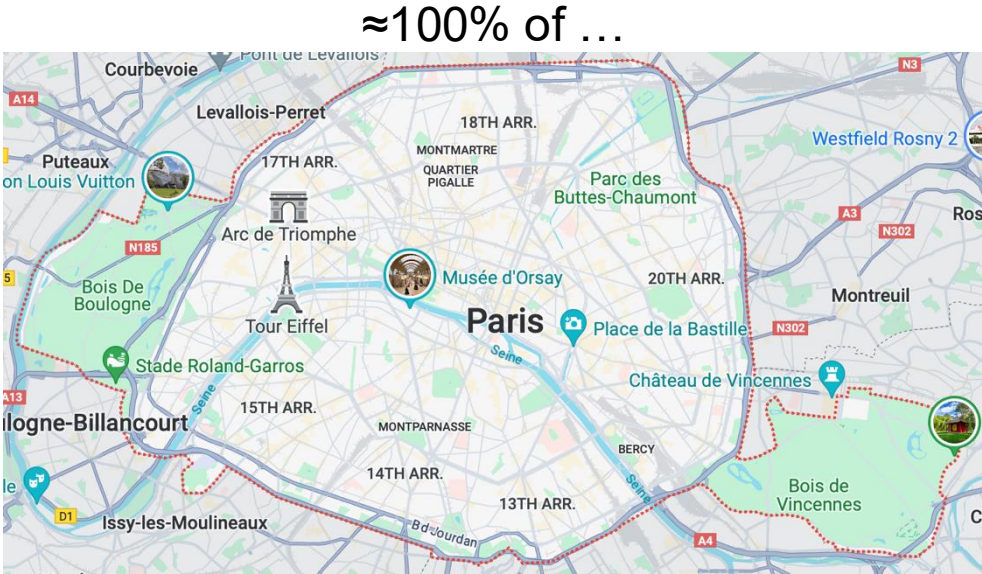 ≈100% of ...
Pont de Levallois
Courbevoie
N3
A14
Levallois-Perret
18TH ARR.
Westfield Rosny 2
MONTMARTRE
17TH ARR.
Puteaux
QUARTIER
PIGALLE
on Louis Vuitton
Parc des
Buttes-Chaumont
A3
Ros
N302
Arc de Triomphe
N185
5
Musée d'Orsay
20TH ARR.
Bois De
Boulogne
Montreuil
Paris
Tour Eiffel
Place de la Bastille
N302
Seine
Stade Roland-Garros
Château de Vincennes
A13
Seine
15TH ARR.
logne-Billancourt
MONTPARNASSE
BERCY
14TH ARR.
le
Seine
Bois de
Vincennes
13TH ARR.
D1
Issy-les-Moulineaux
C
Bd Jourdan
A4